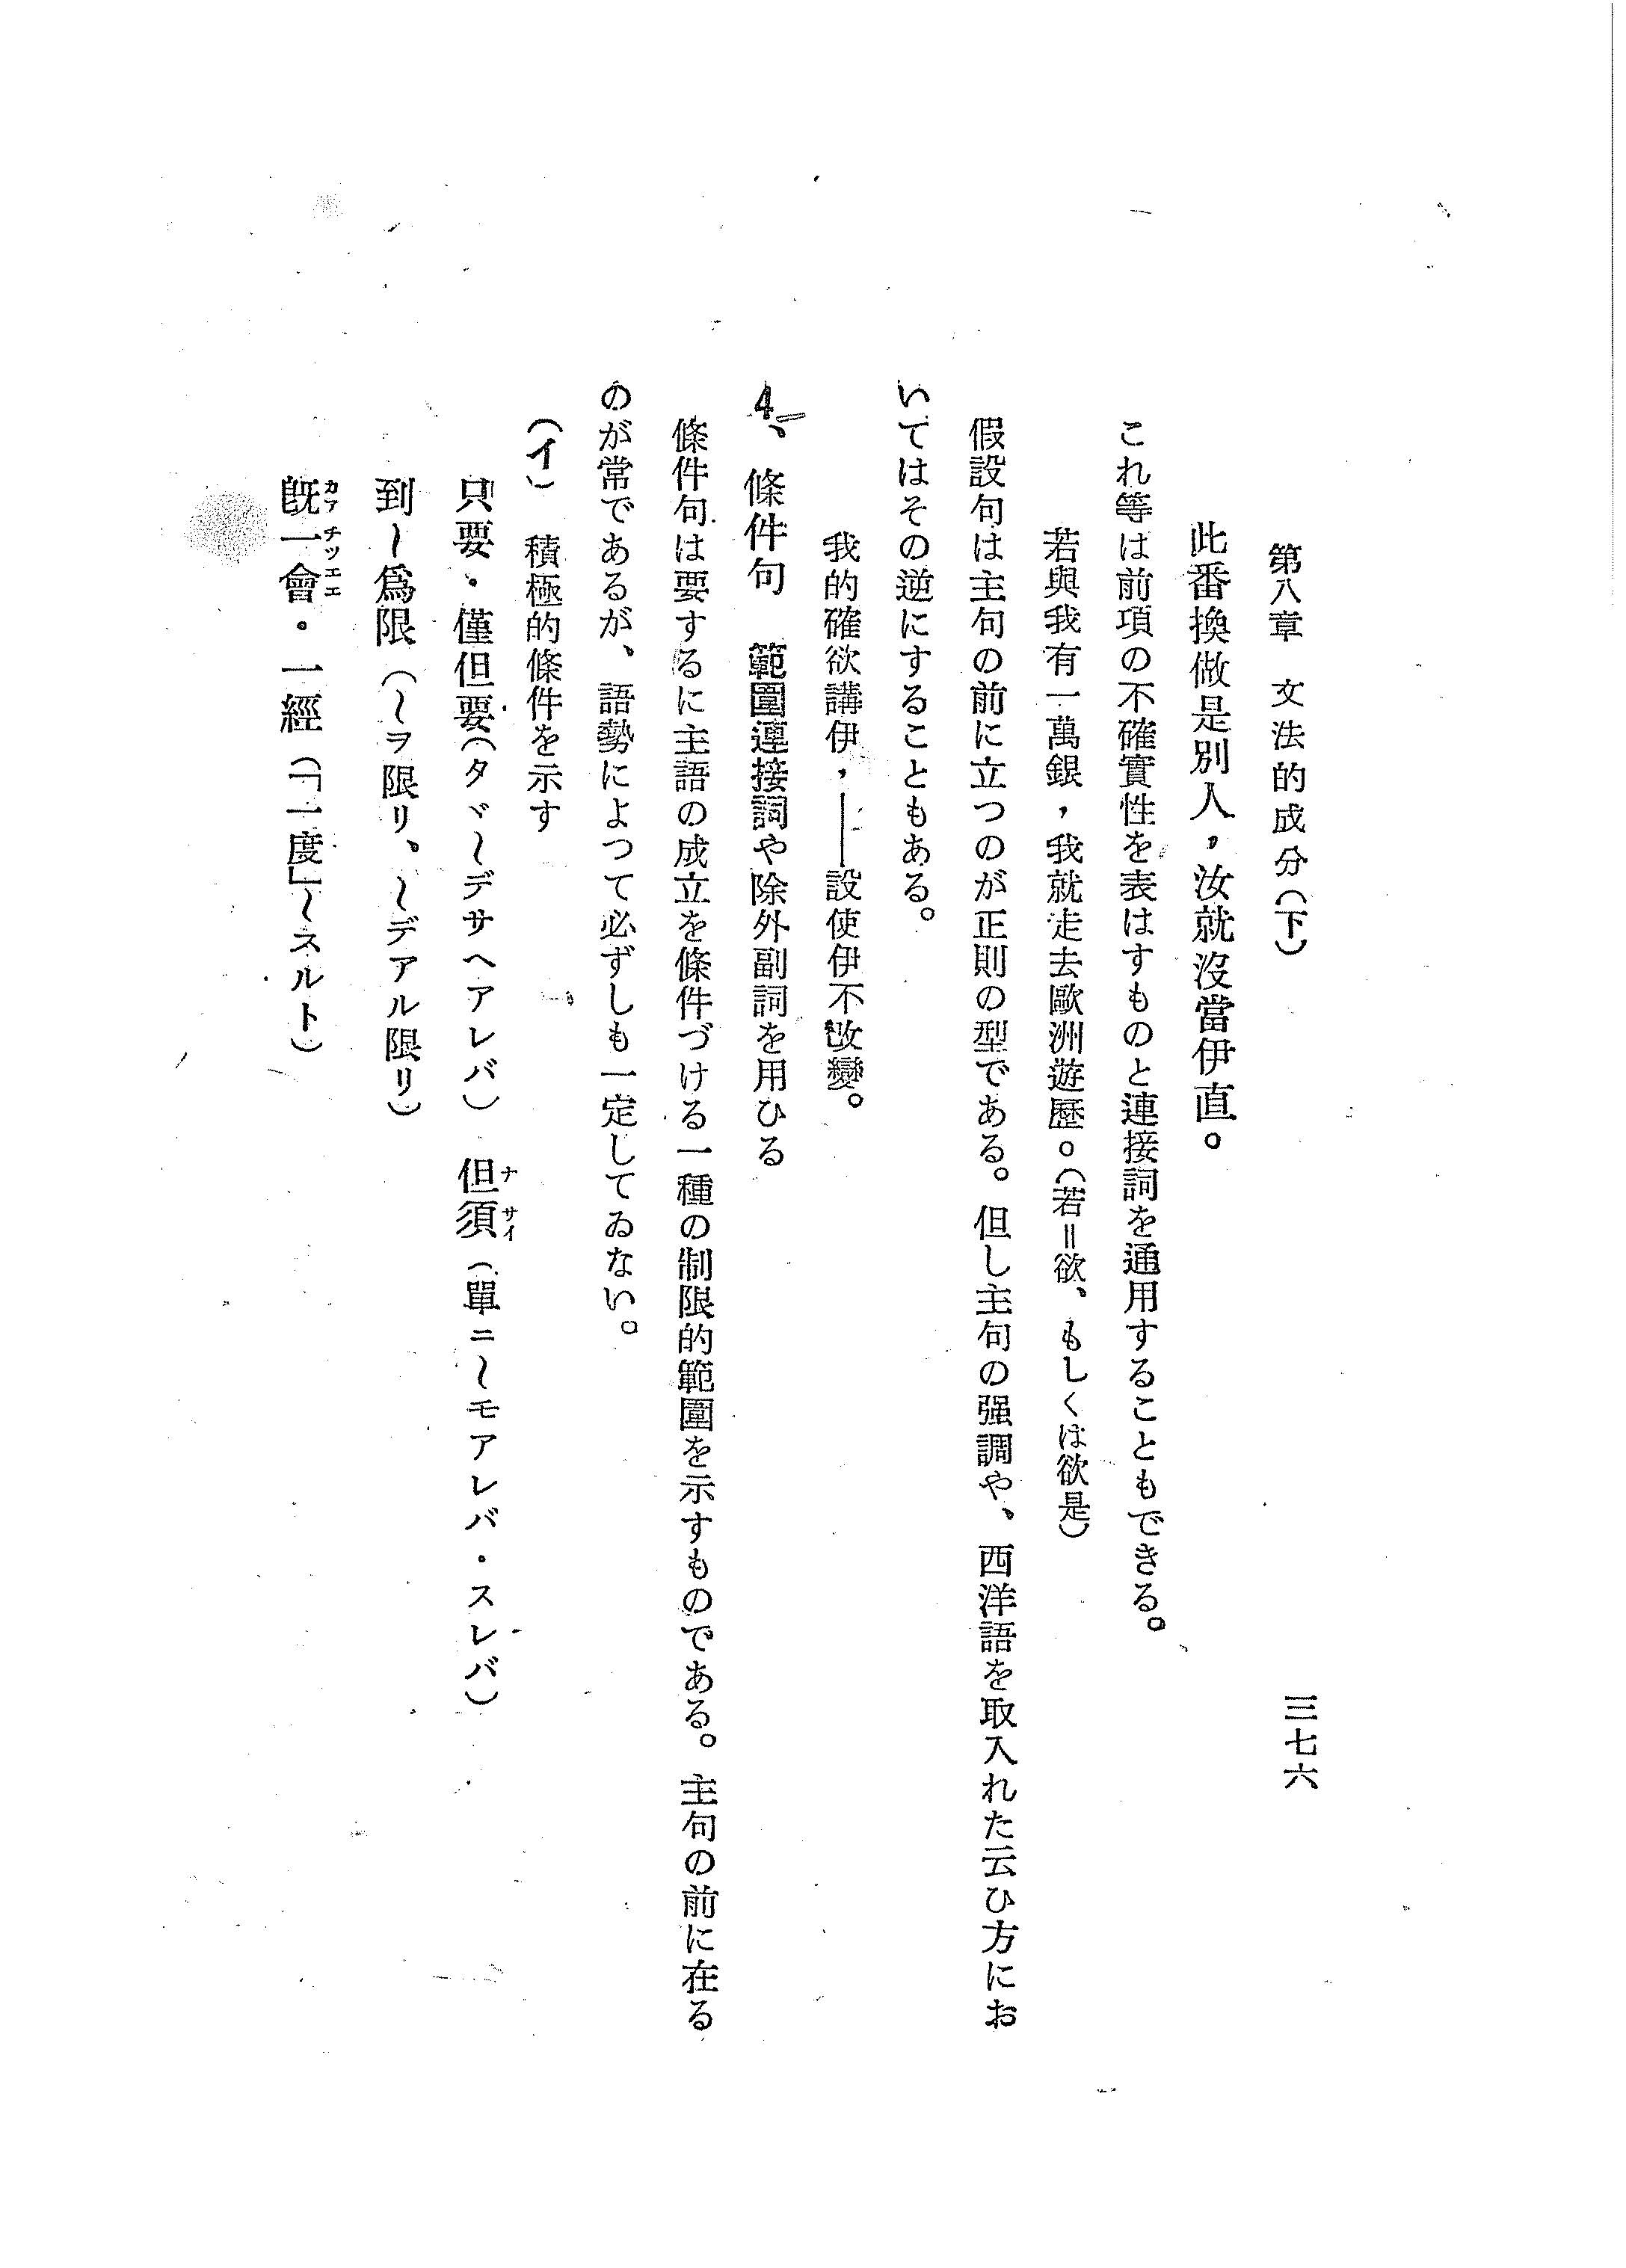 第八章　文法的成分（下）
三七六
此番換做是別人，汝就沒當伊直。
これ等は前項の不確實性を表はすものと連接詞を通用することもできる。
若與我有一萬銀，我就走去歐洲遊歷。（若＝欲、もしくは欲是）
假設句は主句の前に立つのが正則の型である。但し主句の强調や、西洋語を取入れた云ひ方にお
いてはその逆にすることもある。
我的確欲講伊，——設使伊不改變。
4、條件句　範圍連接詞や除外副詞を用ひる
條件句は要するに主語の成立を條件づける一種の制限的範圍を示すものである。主句の前に在る
のが常であるが、語勢によつて必ずしも一定してゐない。
（イ）　積極的條件を示す
只要・僅但要（タヾ〜デサヘアレバ）　但須（單ニ〜モアレバ・スレバ）
ナ サイ
到〜爲限（〜ヲ限リ、〜デアル限リ）
旣一會・一經（「一度」〜スルト）
カア チツ エエ